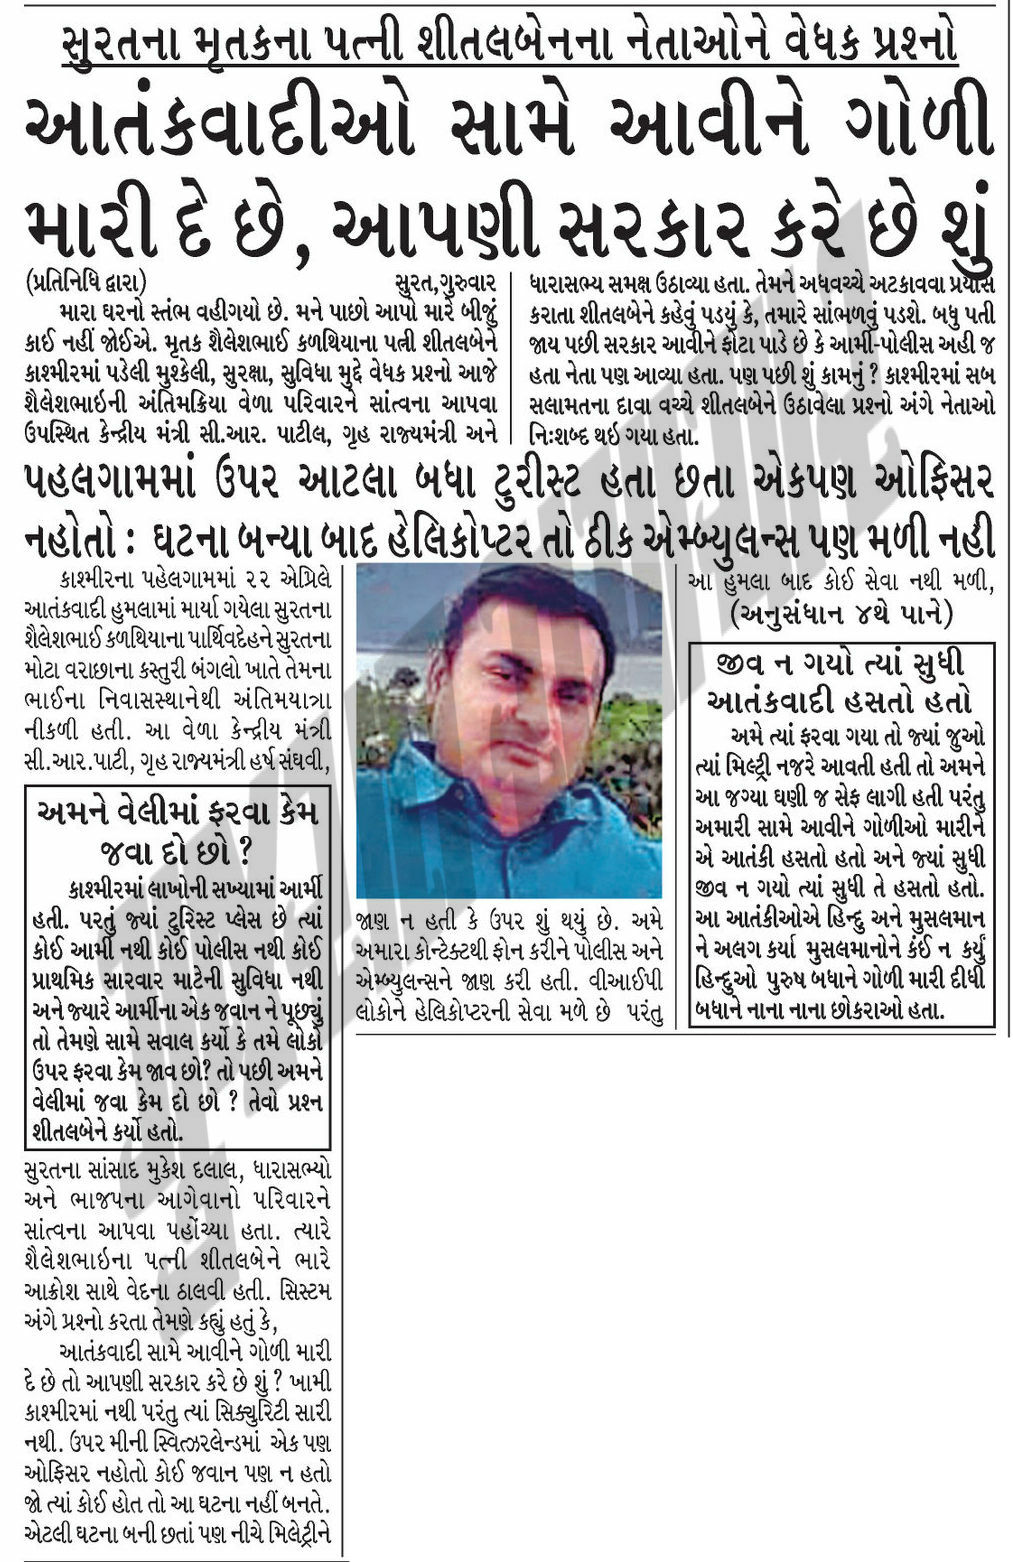 સુરતના મૃતકના પત્ની શીતલબેનના નેતાઓને વેધક પ્રશ્નો
આતંકવાદીઓ સામે આવીને ગોળી
મારી દે છે, આપણી સરકાર કરે છે શું
(પ્રતિનિધિ દ્વારા) સુરત,ગુરુવાર
મારા ઘરનો સ્તંભ વહીગયો છે. મને પાછો આપો મારે બીજું
કાઈ નહીં જોઈએ. મૃતક શૈલેશભાઈ કળથિયાના પત્ની શીતલબેને
કાશ્મીરમાં પડેલી મુશ્કેલી, સુરક્ષા, સુવિધા મુદ્દે વેધક પ્રશ્નો આજે
શૈલેશભાઇની અંતિમક્રિયા વેળા પરિવારને સાંત્વના આપવા
ઉપસ્થિત કેન્દ્રીય મંત્રી સી.આર. પાટીલ, ગૃહ રાજ્યમંત્રી અને
ધારાસભ્ય સમક્ષ ઉઠાવ્યા હતા. તેમને અધવચ્ચે અટકાવવા પ્રયાસ
કરાતા શીતલબેને કહેવું પડયું કે, તમારે સાંભળવું પડશે. બધુ પતી
જાય પછી સરકાર આવીને ફોટા પાડે છે કે આર્મી-પોલીસ અહી જ
હતા નેતા પણ આવ્યા હતા. પણ પછી શું કામનું ? કાશ્મીરમાં સબ
સલામતના દાવા વચ્ચે શીતલબેને ઉઠાવેલા પ્રશ્નો અંગે નેતાઓ
નિઃશબ્દ થઇ ગયા હતા.
પહલગામમાં ઉપર આટલા બધા ટુરીસ્ટ હતા છતા એકપણ ઓફિસર
નહોતો : ઘટના બન્યા બાદ હેલિકોપ્ટર તો ઠીક એમ્બ્યુલન્સ પણ મળી નહી
કાશ્મીરના પહેલગામમાં ૨૨ એપ્રિલે
આતંકવાદી હુમલામાં માર્યા ગયેલા સુરતના
શૈલેશભાઈ કળથિયાના પાર્થિવદેહને સુરતના
મોટા વરાછાના કસ્તુરી બંગલો ખાતે તેમના
ભાઈના નિવાસસ્થાનેથી અંતિમયાત્રા
નીકળી હતી. આ વેળા કેન્દ્રીય મંત્રી
સી.આર.પાટી, ગૃહ રાજ્યમંત્રી હર્ષ સંઘવી,
અમને વેલીમાં ફરવા કેમ
જવા દો છો ?
કાશ્મીરમાં લાખોની સખ્યામાં આર્મી
હતી. પરતું જ્યાં ટુરિસ્ટ પ્લેસ છે ત્યાં
કોઈ આર્મી નથી કોઈ પોલીસ નથી કોઈ
પ્રાથમિક સારવાર માટેની સુવિધા નથી
અને જ્યારે આર્મીના એક જવાન ને પૂછ્યું
તો તેમણે સામે સવાલ કર્યો કે તમે લોકો
ઉપર ફરવા કેમ જાવ છો? તો પછી અમને
વેલીમાં જવા કેમ દો છો ? તેવો પ્રશ્ન
શીતલબેને કર્યો હતો.
સુરતના સાંસાદ મુકેશ દલાલ, ધારાસભ્યો
અને ભાજપના આગેવાનો પરિવારને
સાંત્વના આપવા પહોંચ્યા હતા. ત્યારે
શૈલેશભાઇના પત્ની શીતલબેને ભારે
આક્રોશ સાથે વેદના ઠાલવી હતી. સિસ્ટમ
અંગે પ્રશ્નો કરતા તેમણે કહ્યું હતું કે,
આતંકવાદી સામે આવીને ગોળી મારી
દે છે તો આપણી સરકાર કરે છે શું ? ખામી
કાશ્મીરમાં નથી પરંતુ ત્યાં સિક્યુરિટી સારી
નથી. ઉપર મીની સ્વિત્ઝરલેન્ડમાં એક પણ
ઓફિસર નહોતો કોઈ જવાન પણ ન હતો
જો ત્યાં કોઈ હોત તો આ ઘટના નહીં બનતે.
એટલી ઘટના બની છતાં પણ નીચે મિલેટ્રીને
જાણ ન હતી કે ઉપર શું થયું છે. અમે
અમારા કોન્ટેક્ટથી ફોન કરીને પોલીસ અને
એમ્બ્યુલન્સને જાણ કરી હતી. વીઆઈપી
લોકોને હેલિકોપ્ટરની સેવા મળે છે પરંતુ
આ હુમલા બાદ કોઈ સેવા નથી મળી,
(અનુસંધાન ૪થે પાને)
જીવ ન ગયો ત્યાં સુધી
આતંકવાદી હસતો હતો
અમે ત્યાં ફરવા ગયા તો જ્યાં જુઓ
ત્યાં મિલ્ટ્રી નજરે આવતી હતી તો અમને
આ જગ્યા ઘણી જ સેફ લાગી હતી પરંતુ
અમારી સામે આવીને ગોળીઓ મારીને
એ આતંકી હસતો હતો અને જ્યાં સુધી
જીવ ન ગયો ત્યાં સુધી તે હસતો હતો.
આ આતંકીઓએ હિન્દુ અને મુસલમાન
ને અલગ કર્યા મુસલમાનોને કંઈ ન કર્યું
હિન્દુઓ પુરુષ બધાને ગોળી મારી દીધી
બધાને નાના નાના છોકરાઓ હતા.